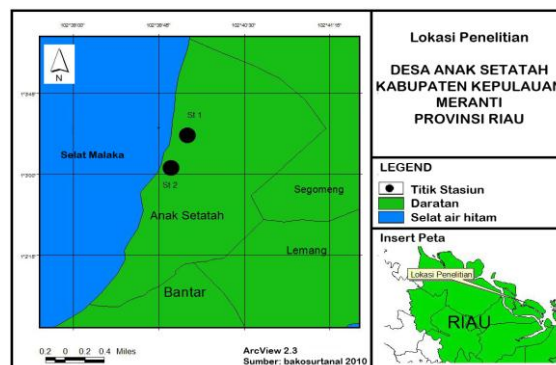 Lokasi Penelitian
DESA ANAK SETATAH
KABUPATEN KEPULAUAN
MERANTI
PROVINSI RIAU
N
St 1
Selat Malaka
St 2
Segomeng
Anak Setatah
Lemang
Bantar
LEGEND
Titik Stasiun
Daratan
Selat air hitam
Insert Peta
Lokasi Penelitian
RIAU
0.2 0 0.2 0.4 Miles
ArcView 2.3
Sumber: bakosurtanal 2010